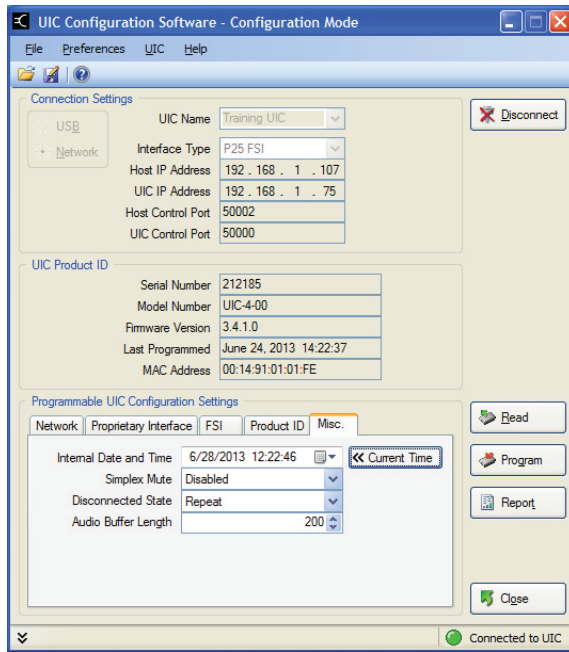 UIC Configuration Software - Configuration Mode
File Preferences UIC Help
Connection Settings
USB
Network
UIC Name Training UIC
Interface Type P25 FSI
Host IP Address 192 . 168 . 1 . 107
UIC IP Address 192 . 168 . 1 . 75
Host Control Port 50002
UIC Control Port 50000
Disconnect
UIC Product ID
Serial Number 212185
Model Number UIC-4-00
Firmware Version 3.4.1.0
Last Programmed June 24, 2013 14:22:37
MAC Address 00:14:91:01:01:FE
Programmable UIC Configuration Settings
Network Proprietary Interface FSI Product ID Misc.
Internal Date and Time 6/28/2013 12:22:46 << Current Time
Simplex Mute Disabled
Disconnected State Repeat
Audio Buffer Length 200
Read
Program
Report
Close
Connected to UIC